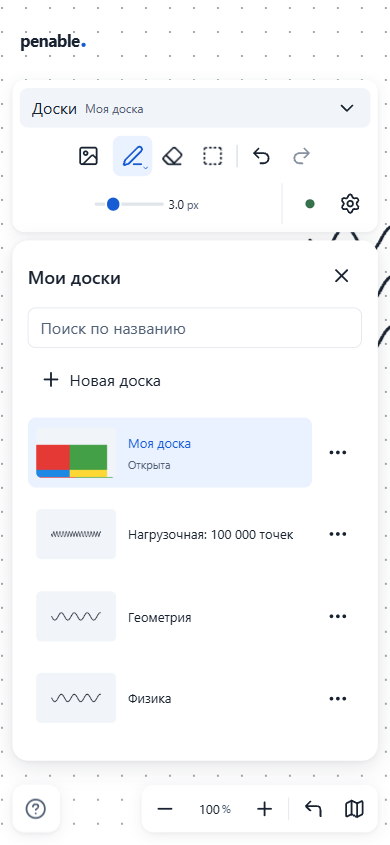 penable.
Доски Моя доска
3.0 px
Мои доски
Поиск по названию
Новая доска
Моя доска
Открыта
Нагрузочная: 100 000 точек
Геометрия
Физика
100%